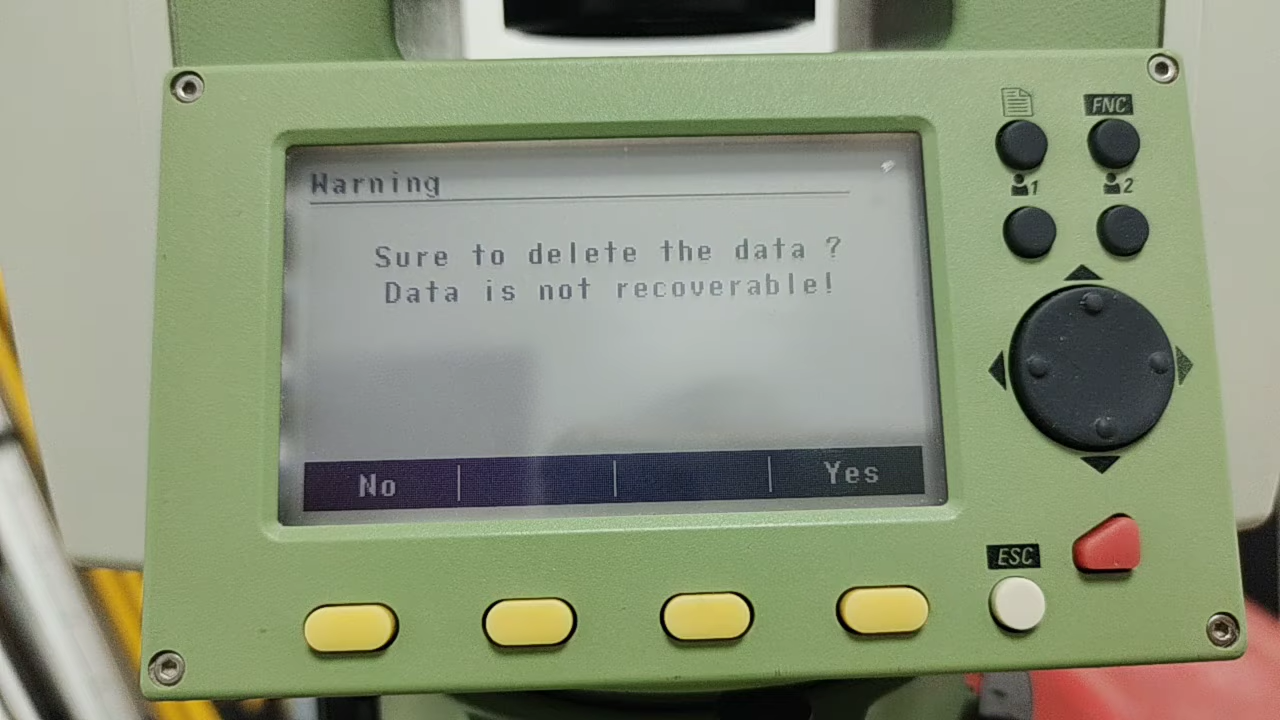 Warning
Sure to delete the data ?
Data is not recoverable!
No Yes
FNC
1 2
ESC